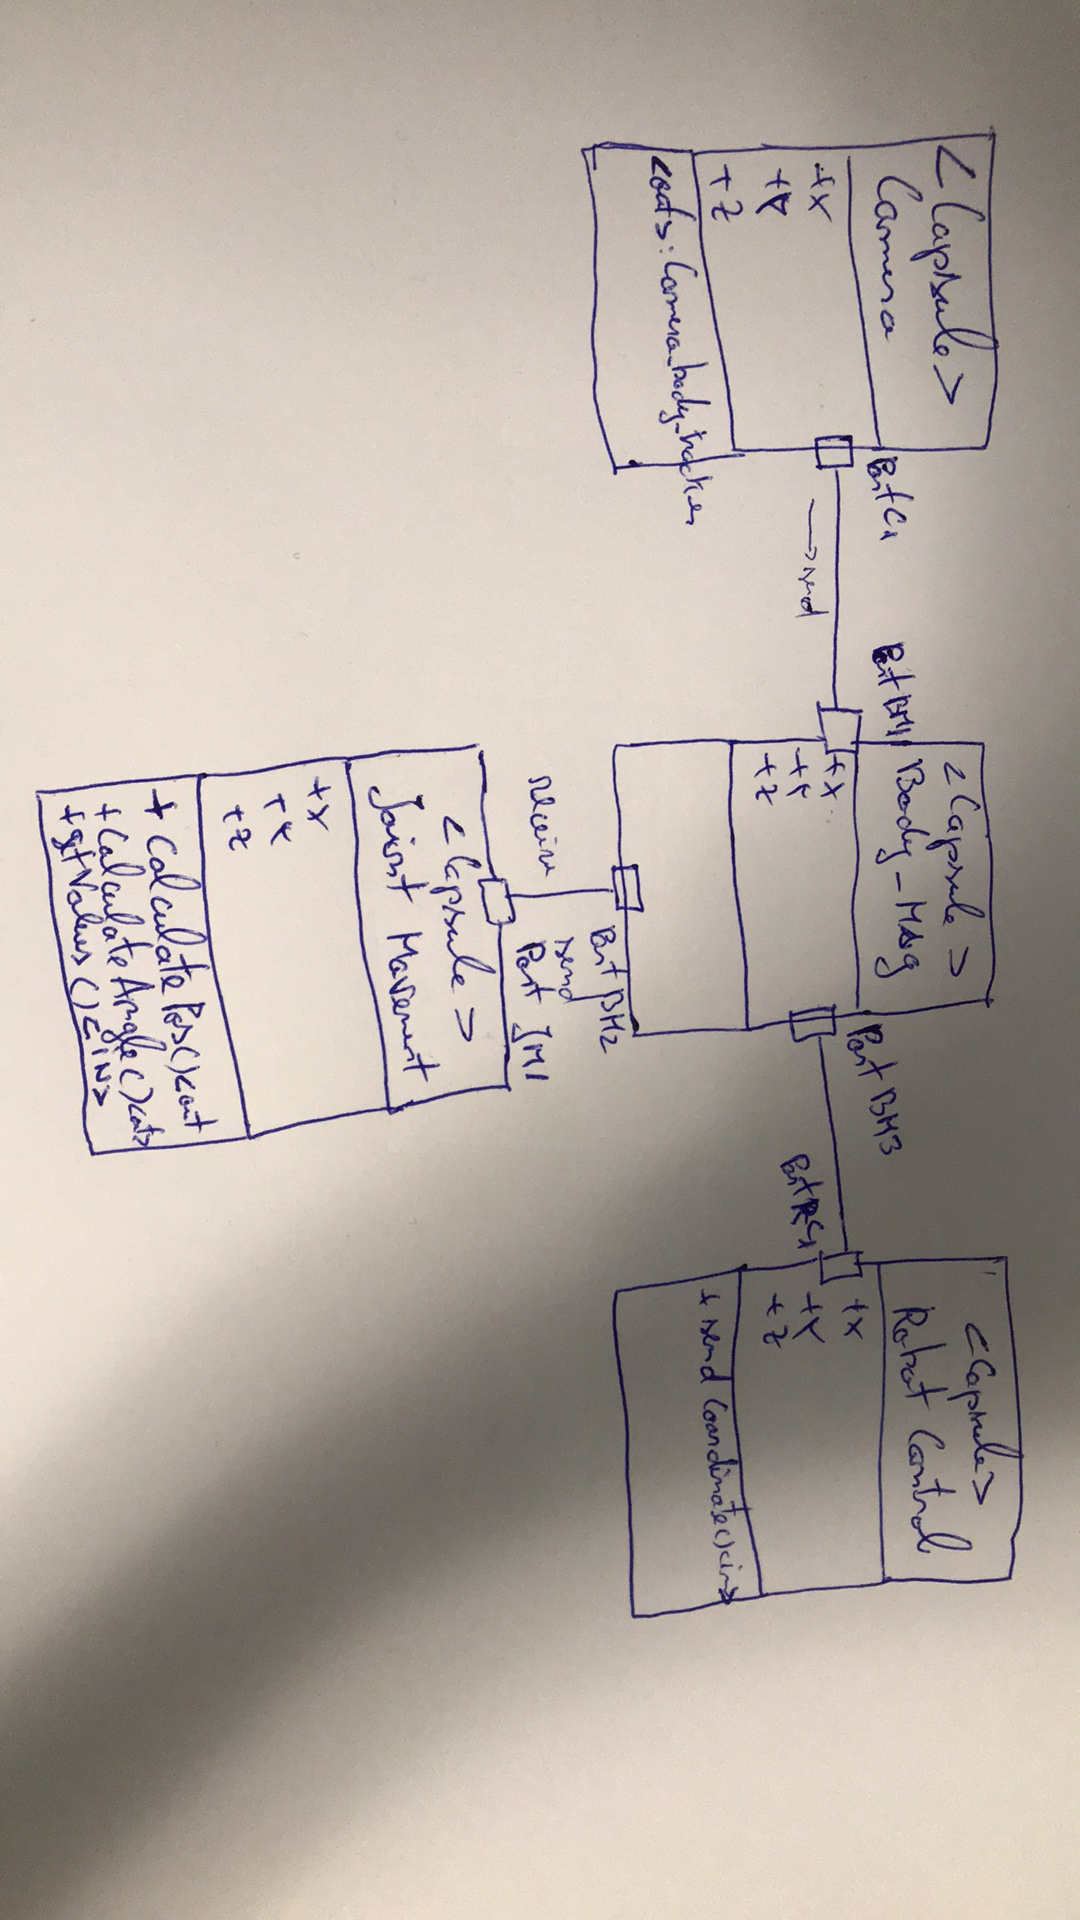 <Capsule>
Camera
+x
+y
+z
<out>: Camera_body_tracker
Port C1
→ send
Port BM1
<Capsule>
Body_Msg
+x
+y
+z
Port BM2
send
receive
Port JM1
<Capsule>
Joint Movement
+x
+y
+z
+ Calculate Pos()<out
+ Calculate Angle()<out>
+ getValues()<in>
Port BM3
Port RC1
<Capsule>
Robot Control
+x
+y
+z
+ send Coordinate()<in>